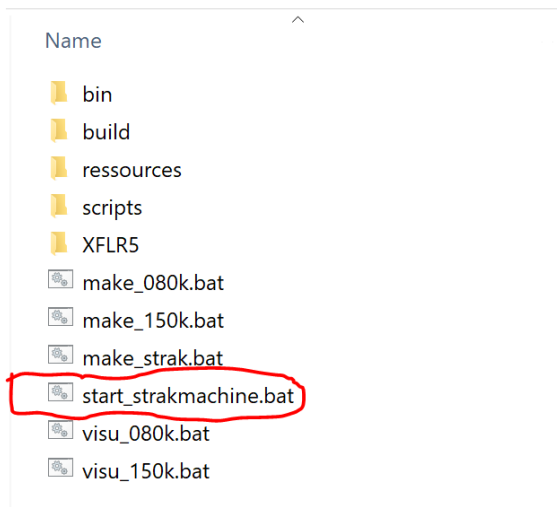 Name
bin
build
ressources
scripts
XFLR5
make_080k.bat
make_150k.bat
make_strak.bat
start_strakmachine.bat
visu_080k.bat
visu_150k.bat